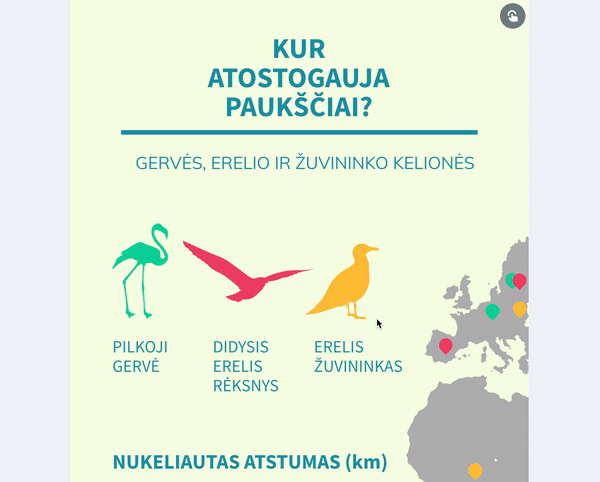 KUR
ATOSTOGAUJA
PAUKŠČIAI?
GERVĖS, ERELIO IR ŽUVININKO KELIONĖS
PILKOJI
GERVĖ
DIDYSIS
ERELIS
RĖKSNYS
ERELIS
ŽUVININKAS
NUKELIAUTAS ATSTUMAS (km)